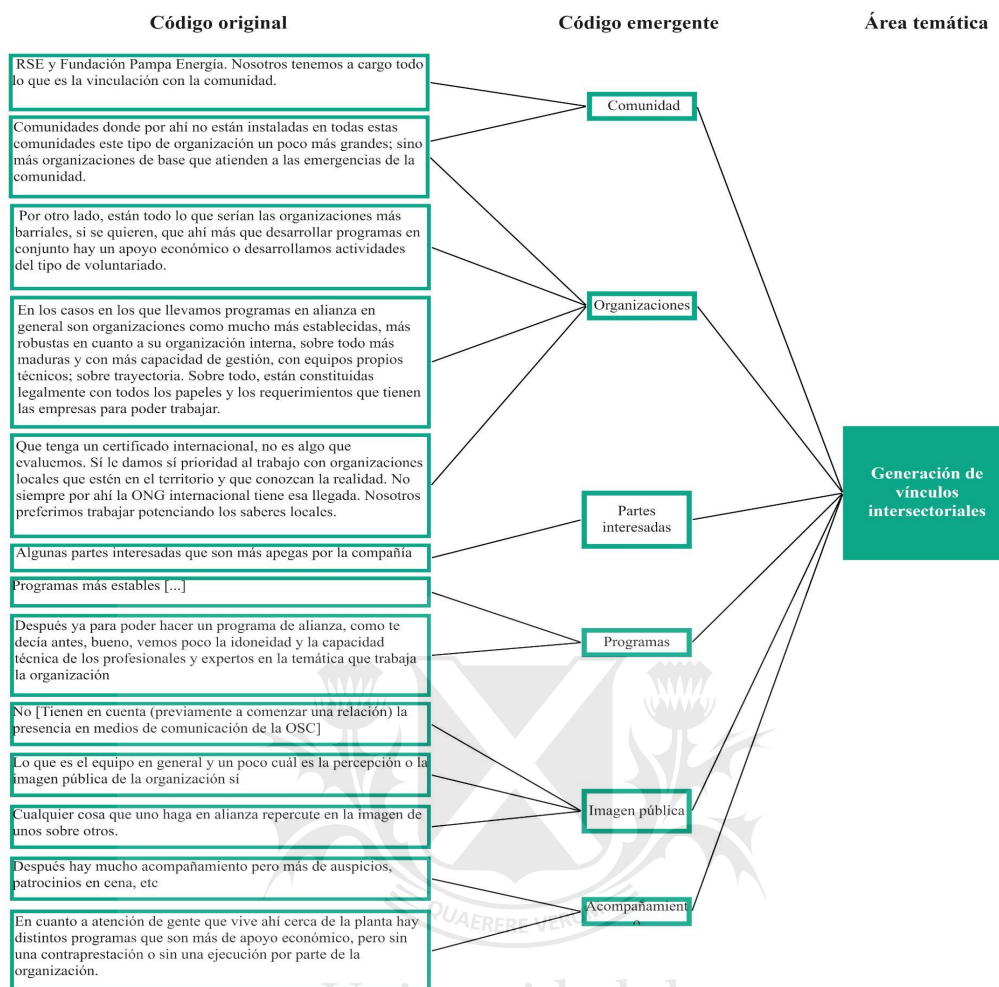 Código original
Código emergente
Área temática
RSE y Fundación Pampa Energía. Nosotros tenemos a cargo todo
lo que es la vinculación con la comunidad.
Comunidades donde por ahí no están instaladas en todas estas
comunidades este tipo de organización un poco más grandes; sino
más organizaciones de base que atienden a las emergencias de la
comunidad.
Por otro lado, están todo lo que serían las organizaciones más
barriales, si se quieren, que ahí más que desarrollar programas en
conjunto hay un apoyo económico o desarrollamos actividades
del tipo de voluntariado.
En los casos en los que llevamos programas en alianza en
general son organizaciones como mucho más establecidas, más
robustas en cuanto a su organización interna, sobre todo más
maduras y con más capacidad de gestión, con equipos propios
técnicos; sobre trayectoria. Sobre todo, están constituidas
legalmente con todos los papeles y los requerimientos que tienen
las empresas para poder trabajar.
Que tenga un certificado internacional, no es algo que
evaluemos. Sí le damos sí prioridad al trabajo con organizaciones
locales que estén en el territorio y que conozcan la realidad. No
siempre por ahí la ONG internacional tiene esa llegada. Nosotros
preferimos trabajar potenciando los saberes locales.
Algunas partes interesadas que son más apegas por la compañía
Programas más estables [...]
Después ya para poder hacer un programa de alianza, como te
decía antes, bueno, vemos poco la idoneidad y la capacidad
técnica de los profesionales y expertos en la temática que trabaja
la organización
No [Tienen en cuenta (previamente a comenzar una relación) la
presencia en medios de comunicación de la OSC]
Lo que es el equipo en general y un poco cuál es la percepción o la
imagen pública de la organización sí
Cualquier cosa que uno haga en alianza repercute en la imagen de
unos sobre otros.
Después hay mucho acompañamiento pero más de auspicios,
patrocinios en cena, etc
En cuanto a atención de gente que vive ahí cerca de la planta hay
distintos programas que son más de apoyo económico, pero sin
una contraprestación o sin una ejecución por parte de la
organización.
Comunidad
Organizaciones
Partes
interesadas
Programas
Imagen pública
Acompañamient
Generación de
vínculos
intersectoriales
QUAERERE